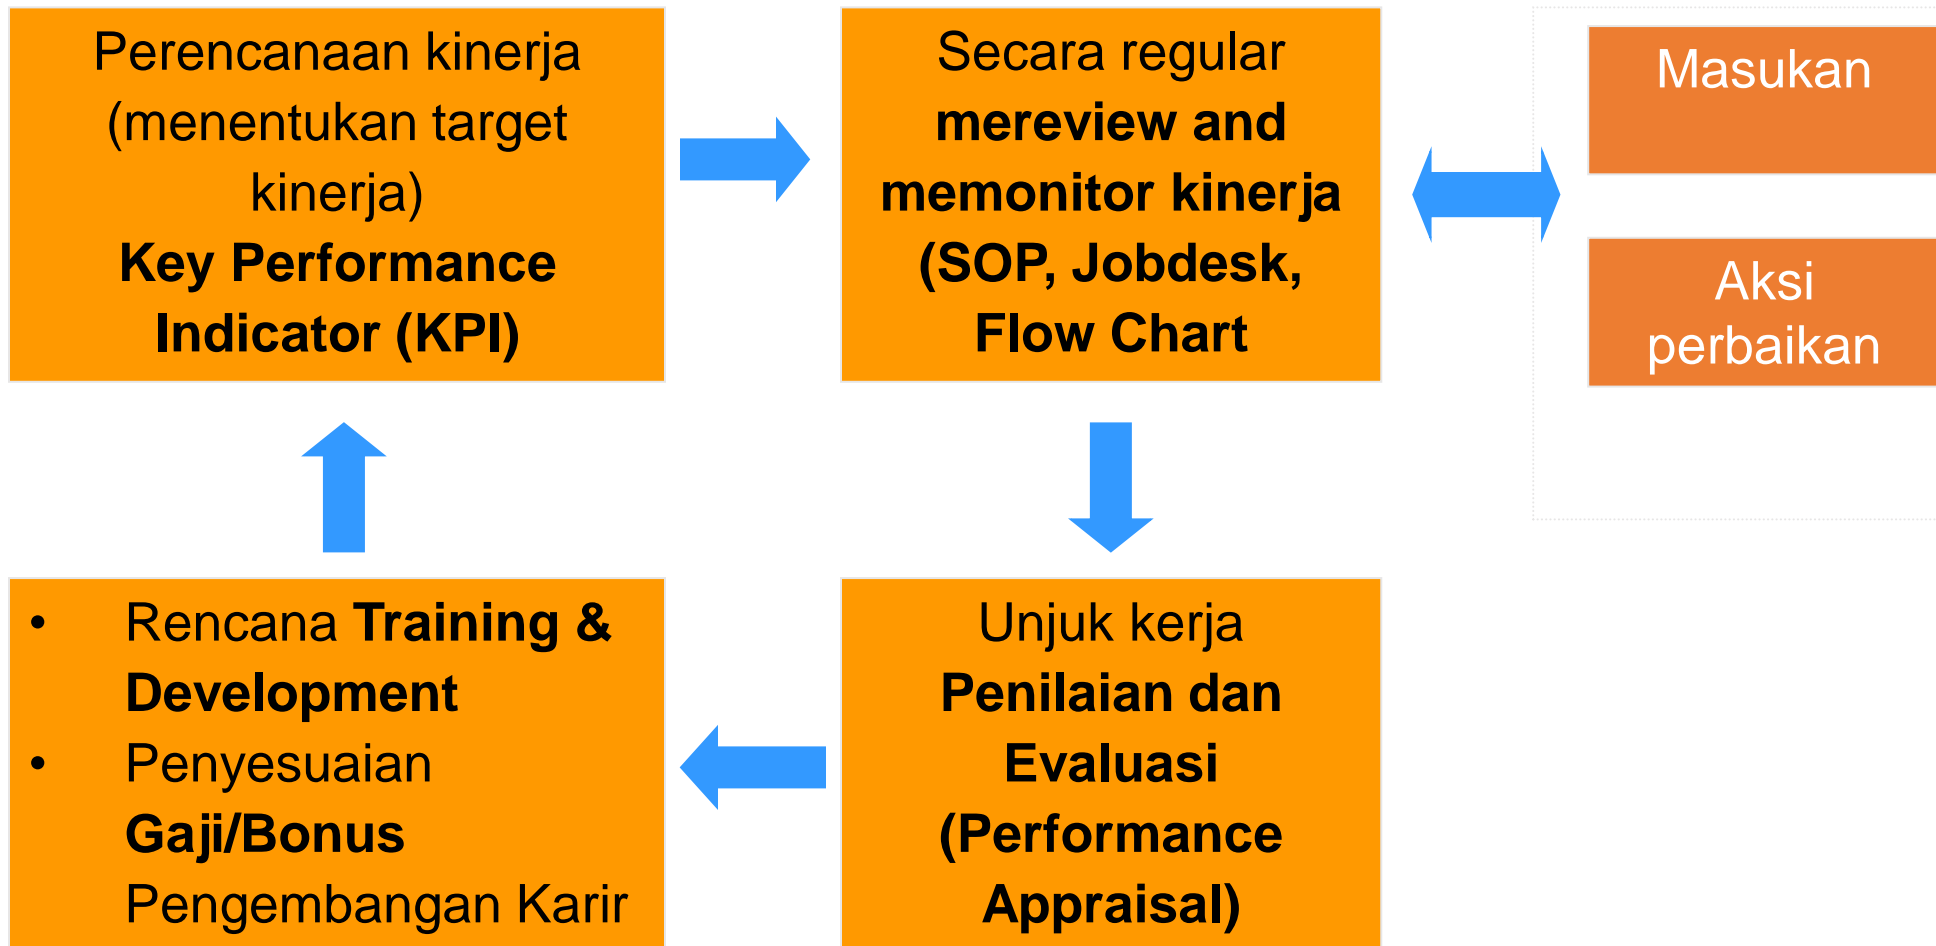 Perencanaan kinerja
(menentukan target
kinerja)
Key Performance
Indicator (KPI)
Secara regular
mereview and
memonitor kinerja
(SOP, Jobdesk,
Flow Chart
Masukan
Aksi
perbaikan
• Rencana Training &
Development
• Penyesuaian
Gaji/Bonus
Pengembangan Karir
Unjuk kerja
Penilaian dan
Evaluasi
(Performance
Appraisal)